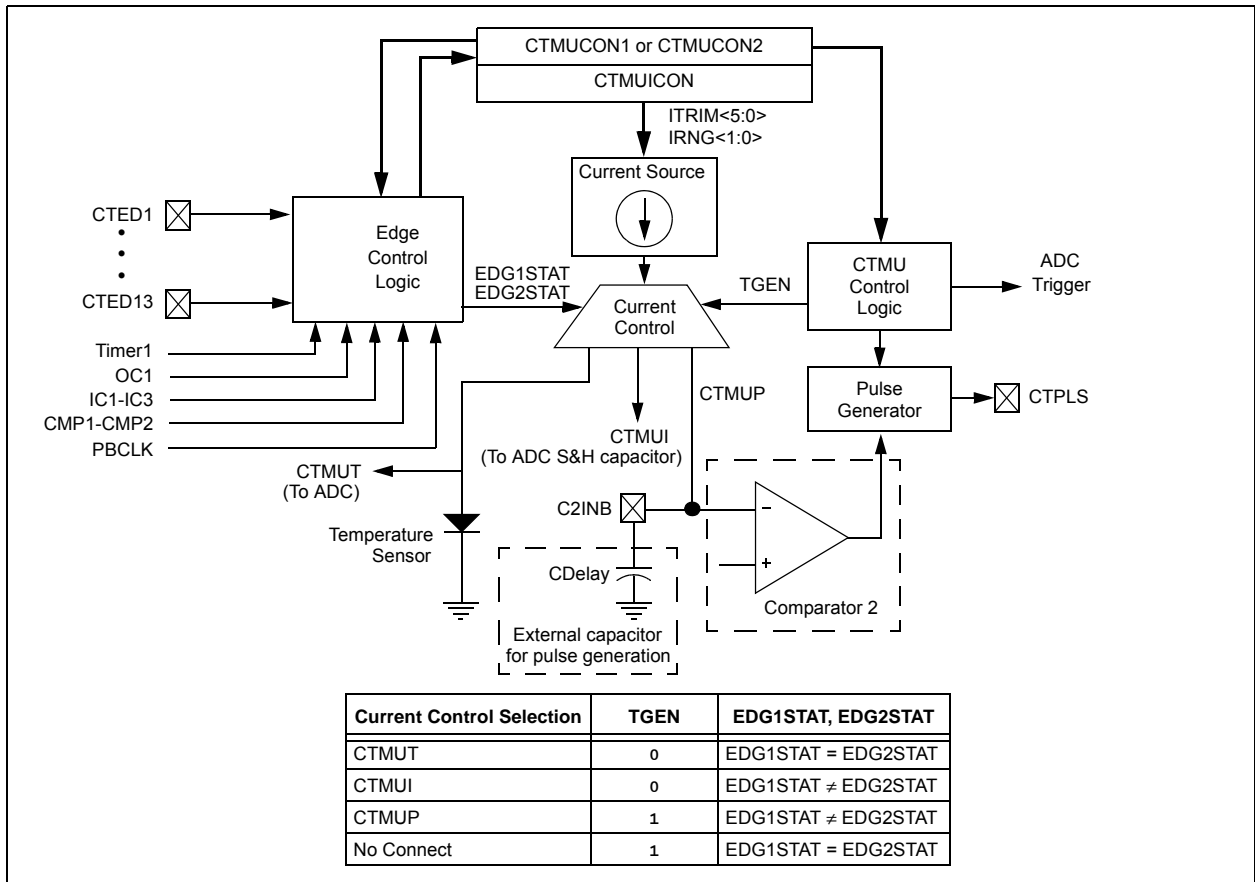 CTMUCON1 or CTMUCON2
CTMUICON
ITRIM<5:0>
IRNG<1:0>
Current Source
CTED1
CTED13
Edge
Control
Logic
EDG1STAT
EDG2STAT
Current
Control
TGEN
CTMU
Control
Logic
ADC
Trigger
Timer1
OC1
IC1-IC3
CMP1-CMP2
PBCLK
CTMUT
(To ADC)
CTMUI
(To ADC S&H capacitor)
CTMUP
Pulse
Generator
CTPLS
C2INB
Temperature
Sensor
CDelay
External capacitor
for pulse generation
–
+
Comparator 2
Current Control Selection TGEN EDG1STAT, EDG2STAT
CTMUT 0 EDG1STAT = EDG2STAT
CTMUI 0 EDG1STAT ≠ EDG2STAT
CTMUP 1 EDG1STAT ≠ EDG2STAT
No Connect 1 EDG1STAT = EDG2STAT